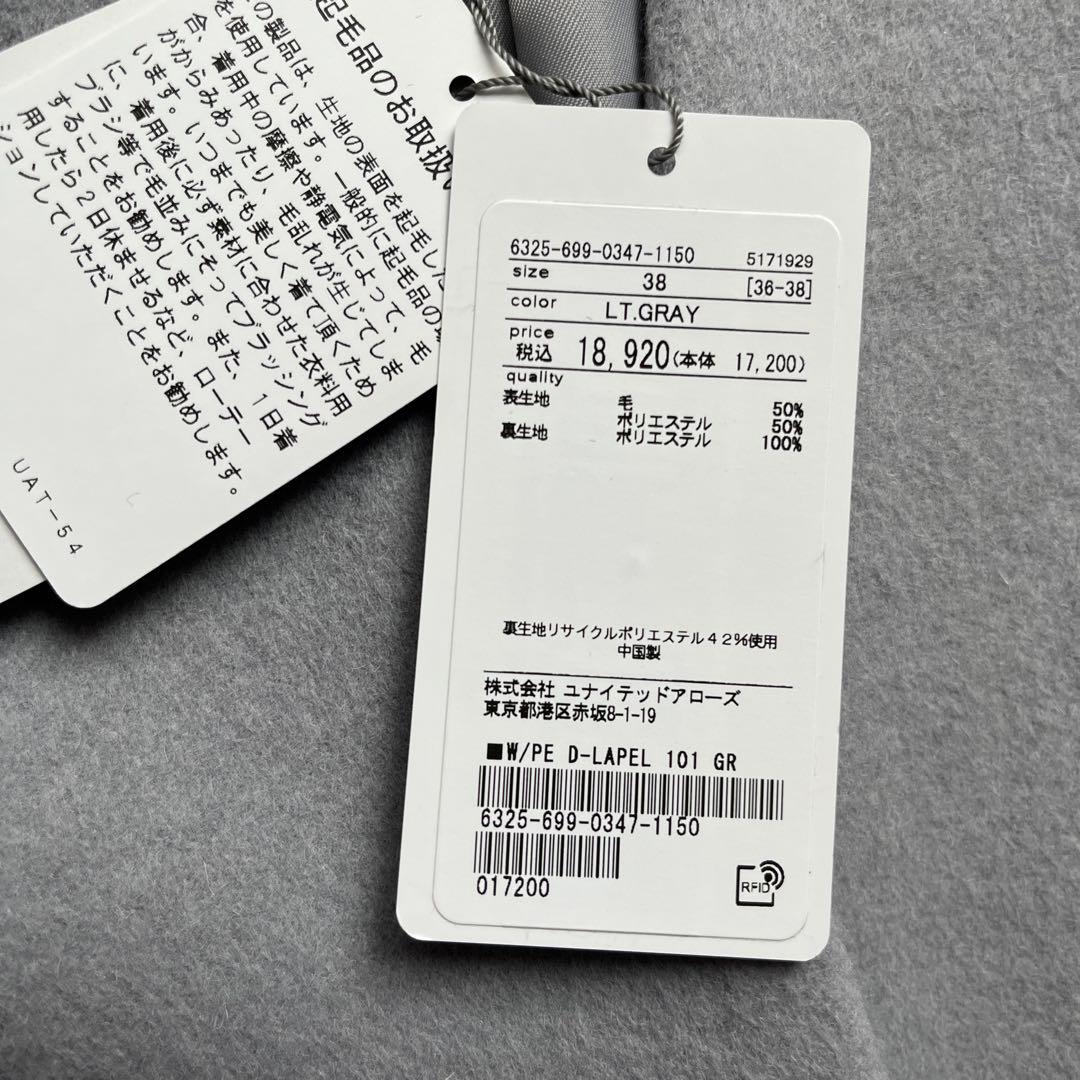 起毛品のお取扱い
の製品は、生地の表面を起毛した
を使用しています。一般的に起毛品の場
合、着用中の摩擦や静電気によって、毛
がからみあったり、毛乱れが生じてしま
います。いつまでも美しく着て頂くため
に、着用後に必ず素材に合わせた衣料用
ブラシ等で毛並みにそってブラッシング
することをお勧めします。また、1日着
用したら2日休ませるなど、ローテー
ションしていただくことをお勧めします。
UAT-54
6325-699-0347-1150 5171929
size 38 [36-38]
color LT.GRAY
price
税込 18,920(本体 17,200)
quality
表生地 毛 50%
ポリエステル 50%
裏生地 ポリエステル 100%
裏生地リサイクルポリエステル42%使用
中国製
株式会社 ユナイテッドアローズ
東京都港区赤坂8-1-19
■W/PE D-LAPEL 101 GR
6325-699-0347-1150
017200
RFID